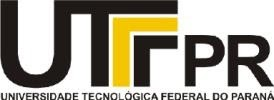 UTFPR
UNIVERSIDADE TECNOLÓGICA FEDERAL DO PARANÁ